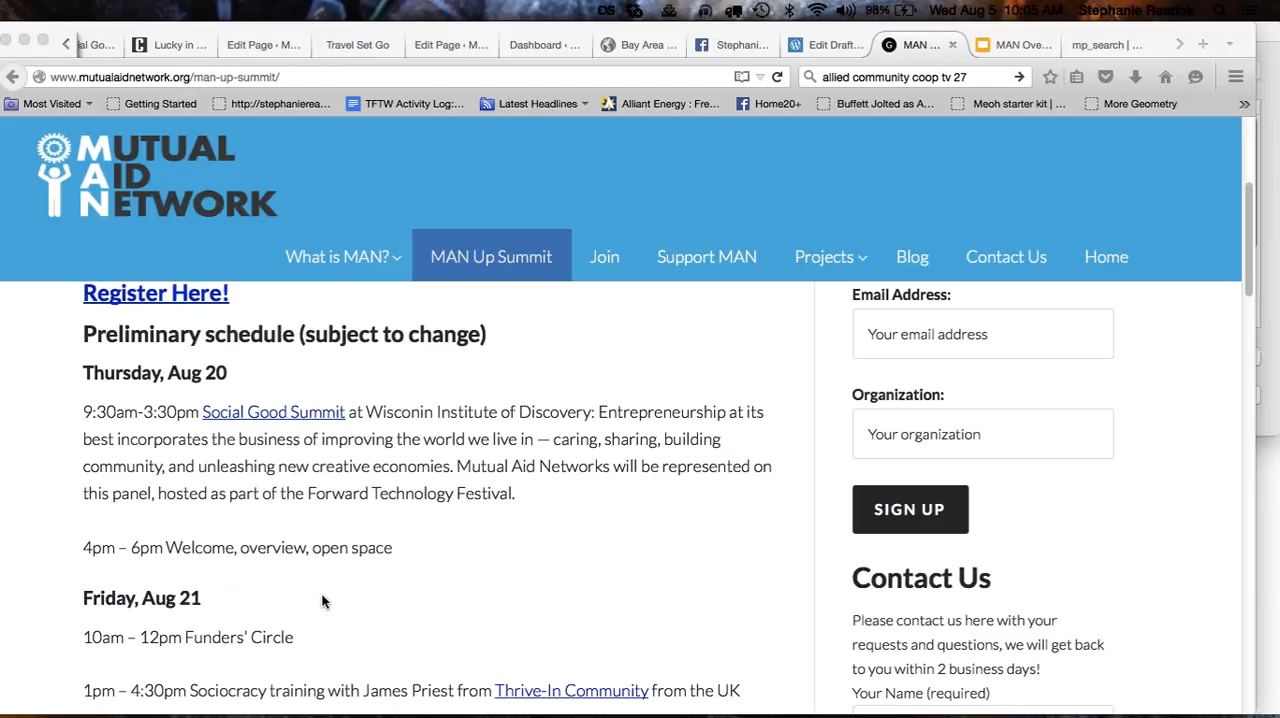 OS 98% Wed Aug 5 10:05 AM Stephanie Rearick
Lucky in ... Edit Page ‹ M... Travel Set Go Edit Page ‹ M... Dashboard ‹ ... Bay Area ... Stephani... Edit Draft... MAN ... MAN Ove... mp_search | ...
www.mutualaidnetwork.org/man-up-summit/ allied community coop tv 27
Most Visited Getting Started http://stephanierea... TFTW Activity Log:... Latest Headlines Alliant Energy : Fre... Home20+ Buffett Jolted as A... Meoh starter kit | ... More Geometry
MUTUAL
AID
NETWORK
What is MAN? MAN Up Summit Join Support MAN Projects Blog Contact Us Home
Register Here!
Preliminary schedule (subject to change)
Thursday, Aug 20
9:30am-3:30pm Social Good Summit at Wisconin Institute of Discovery: Entrepreneurship at its
best incorporates the business of improving the world we live in — caring, sharing, building
community, and unleashing new creative economies. Mutual Aid Networks will be represented on
this panel, hosted as part of the Forward Technology Festival.
4pm – 6pm Welcome, overview, open space
Friday, Aug 21
10am – 12pm Funders' Circle
1pm – 4:30pm Sociocracy training with James Priest from Thrive-In Community from the UK
Email Address:
Your email address
Organization:
Your organization
SIGN UP
Contact Us
Please contact us here with your
requests and questions, we will get back
to you within 2 business days!
Your Name (required)